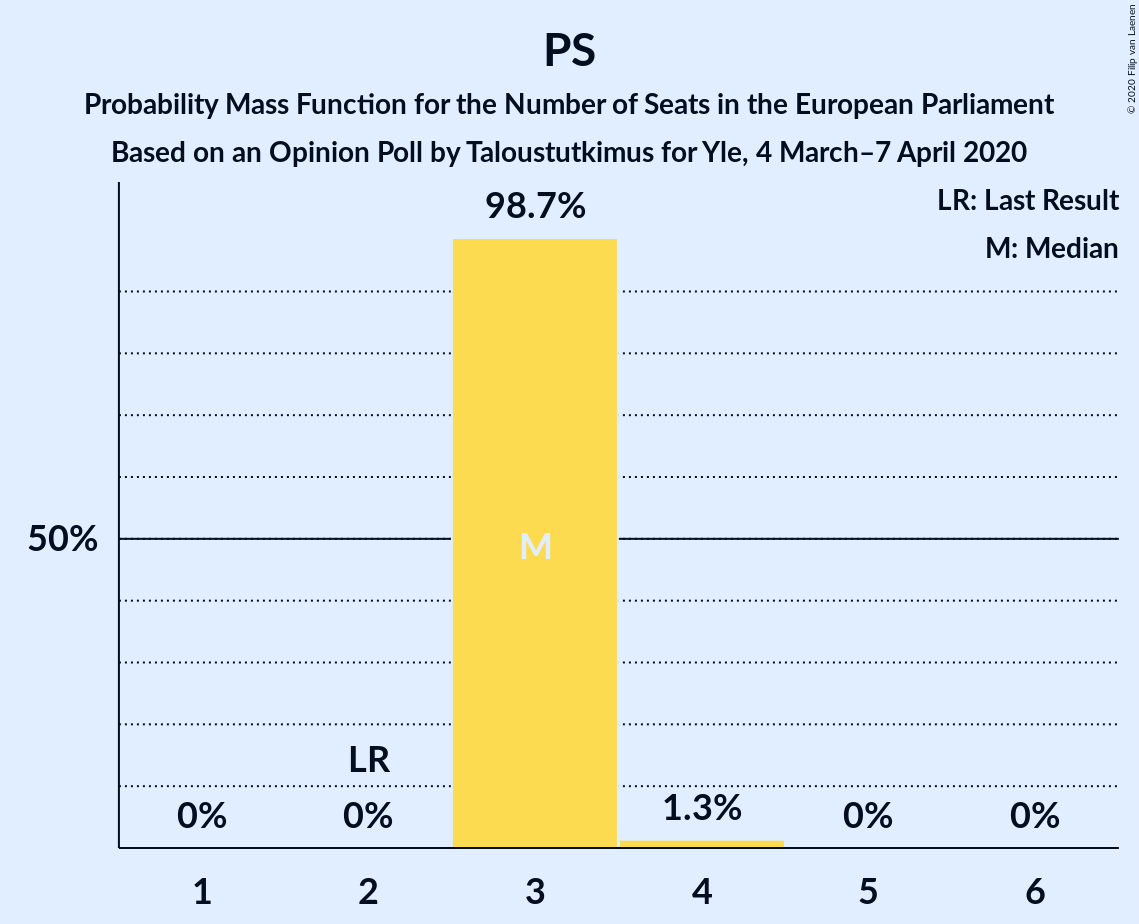 PS
Probability Mass Function for the Number of Seats in the European Parliament
Based on an Opinion Poll by Taloustutkimus for Yle, 4 March–7 April 2020
© 2020 Filip van Laenen
LR: Last Result
M: Median
98.7%
50%
M
LR
0%
0%
1.3%
0%
0%
1
2
3
4
5
6